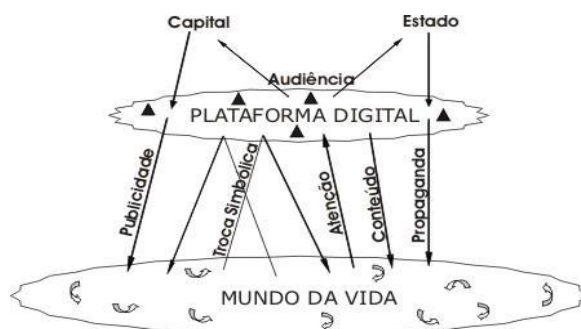 Capital
Estado
Audiência
PLATAFORMA DIGITAL
Publicidade
Troca Simbólica
Atenção
Conteúdo
Propaganda
MUNDO DA VIDA